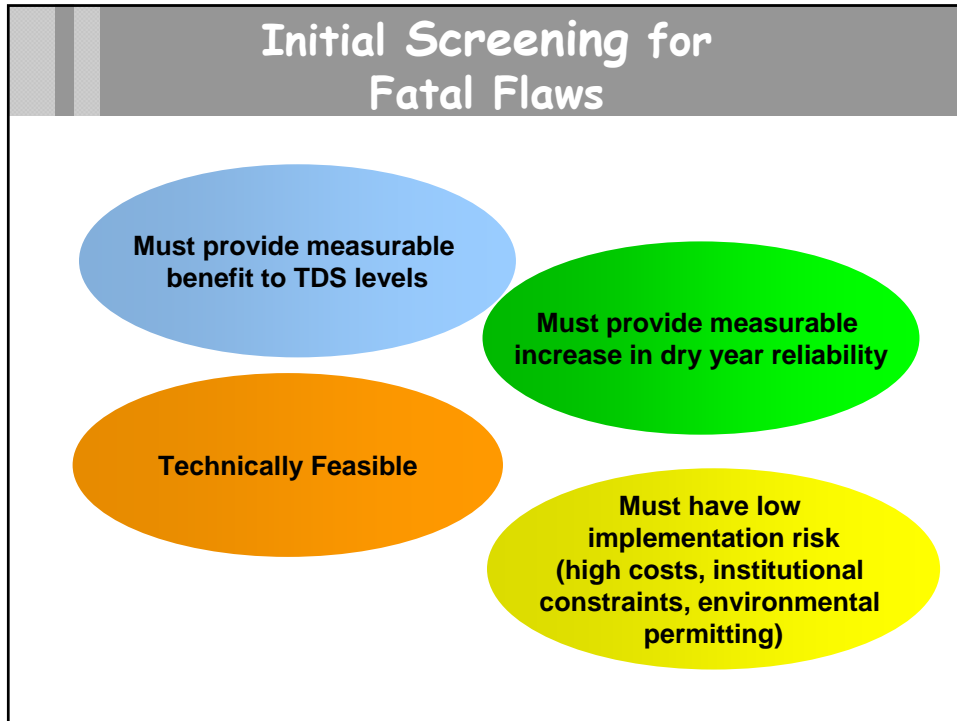 Initial Screening for
Fatal Flaws
Must provide measurable
benefit to TDS levels
Must provide measurable
increase in dry year reliability
Technically Feasible
Must have low
implementation risk
(high costs, institutional
constraints, environmental
permitting)